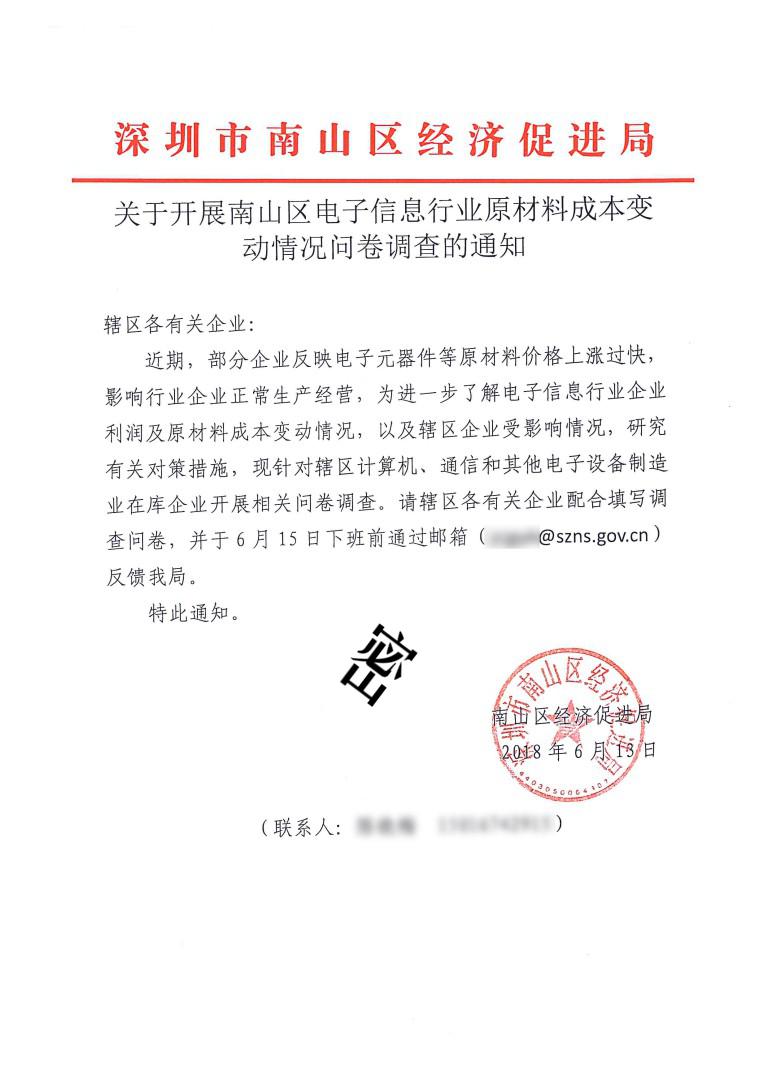 深圳市南山区经济促进局
关于开展南山区电子信息行业原材料成本变
动情况问卷调查的通知
辖区各有关企业：
近期，部分企业反映电子元器件等原材料价格上涨过快，
影响行业企业正常生产经营，为进一步了解电子信息行业企业
利润及原材料成本变动情况，以及辖区企业受影响情况，研究
有关对策措施，现针对辖区计算机、通信和其他电子设备制造
业在库企业开展相关问卷调查。请辖区各有关企业配合填写调
查问卷，并于 6 月 15 日下班前通过邮箱（@szns.gov.cn）
反馈我局。
特此通知。
密
深圳市南山区经济促进局
南山区经济促进局
2018 年 6 月 13 日
4403050064107
（联系人：）